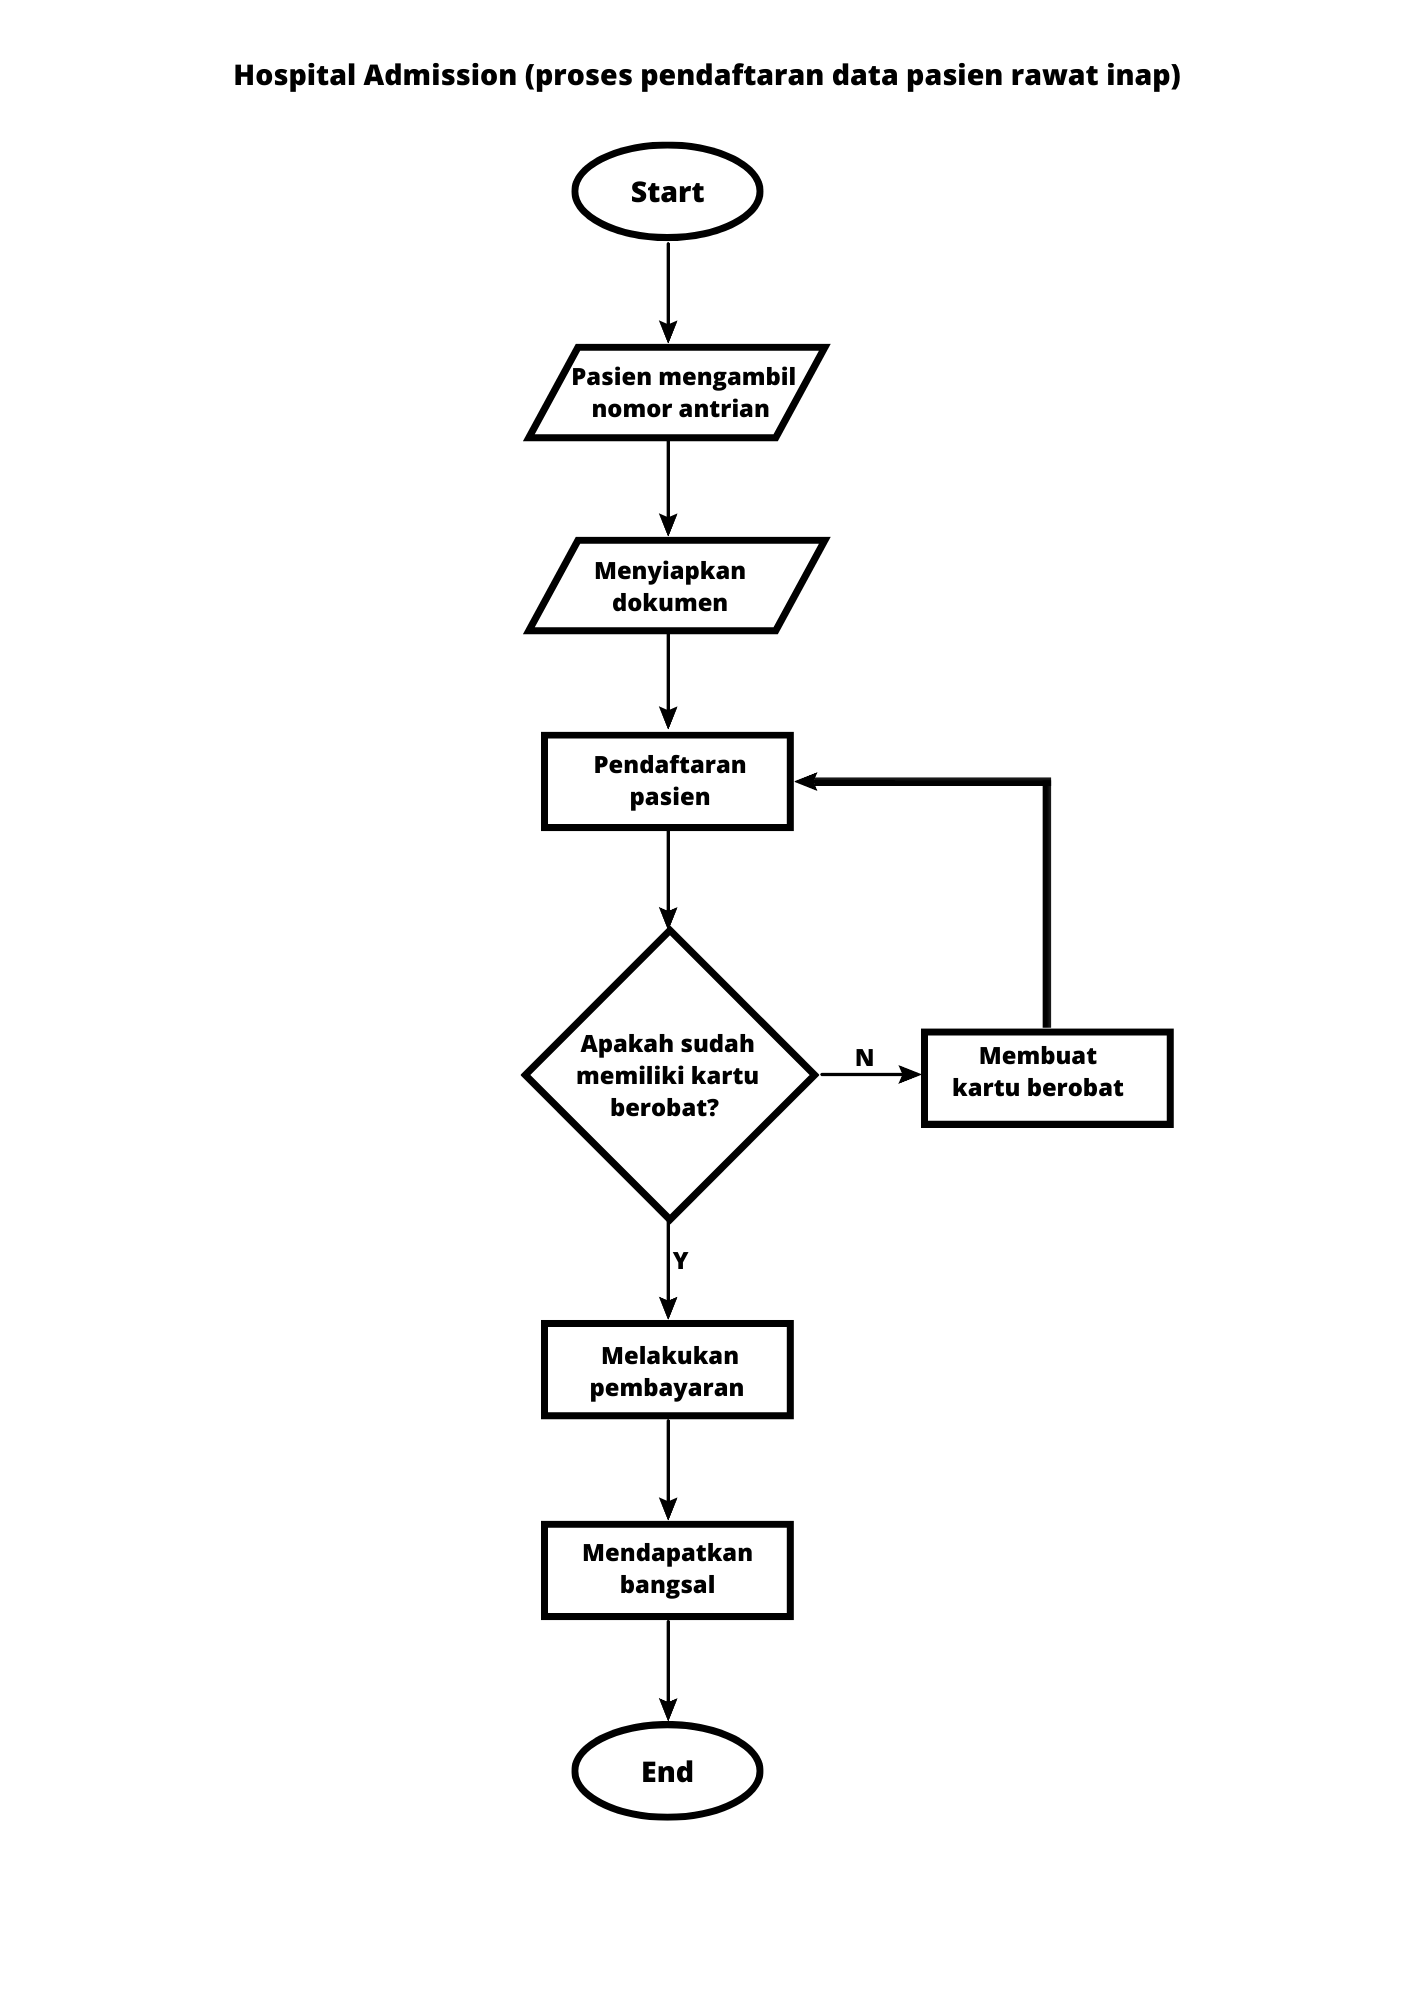 Hospital Admission (proses pendaftaran data pasien rawat inap)
Start
Pasien mengambil
nomor antrian
Menyiapkan
dokumen
Pendaftaran
pasien
Apakah sudah
memiliki kartu
berobat?
N
Membuat
kartu berobat
Y
Melakukan
pembayaran
Mendapatkan
bangsal
End